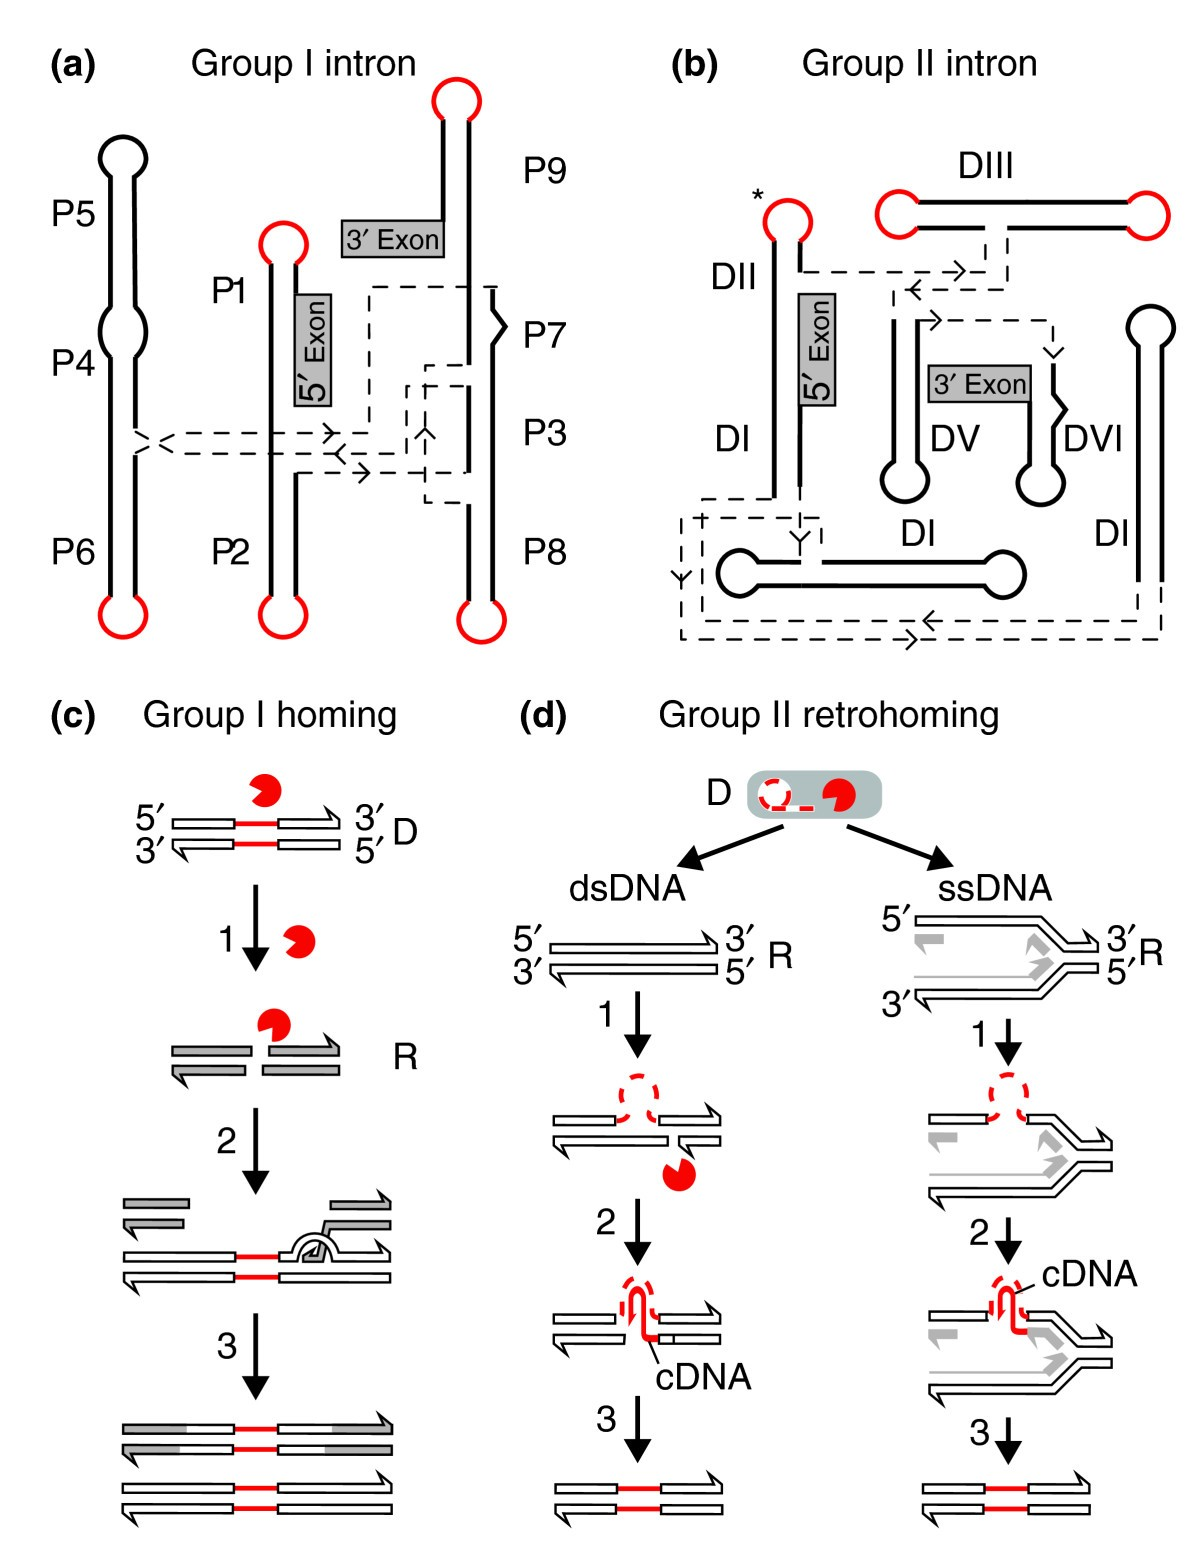 (a) Group I intron
P5
P4
P6
P1
P2
5′ Exon
3′ Exon
P9
P7
P3
P8
(b) Group II intron
*
DIII
DII
DI
5′ Exon
3′ Exon
DV
DVI
DI
DI
(c) Group I homing
5′ 3′
3′ 5′
D
1
R
2
3
(d) Group II retrohoming
D
dsDNA
5′ 3′
3′ 5′
R
1
2
cDNA
3
ssDNA
5′
3′
R
5′
3′
1
2
cDNA
3